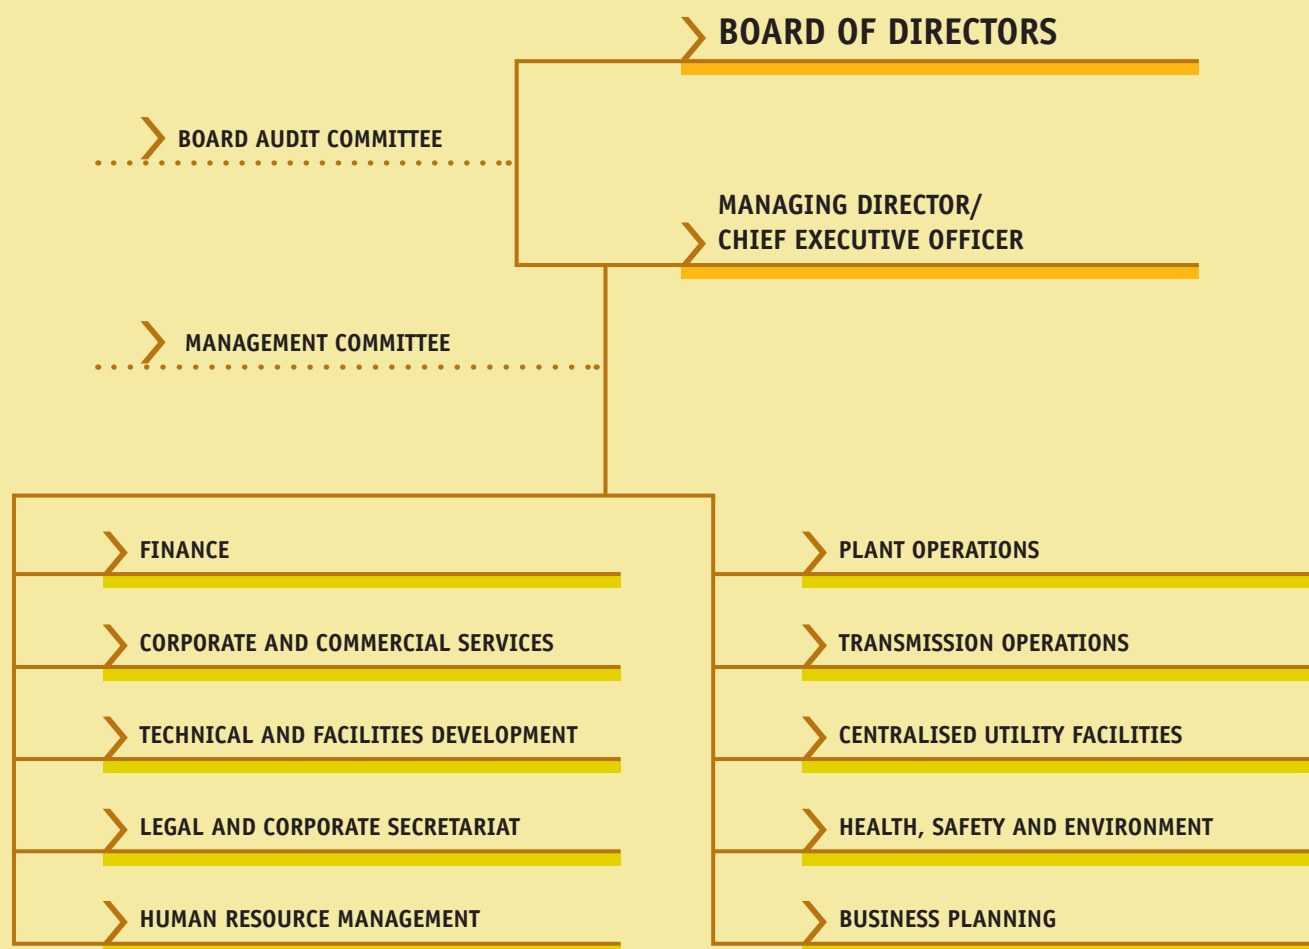 BOARD OF DIRECTORS
BOARD AUDIT COMMITTEE
MANAGING DIRECTOR/
CHIEF EXECUTIVE OFFICER
MANAGEMENT COMMITTEE
FINANCE
CORPORATE AND COMMERCIAL SERVICES
TECHNICAL AND FACILITIES DEVELOPMENT
LEGAL AND CORPORATE SECRETARIAT
HUMAN RESOURCE MANAGEMENT
PLANT OPERATIONS
TRANSMISSION OPERATIONS
CENTRALISED UTILITY FACILITIES
HEALTH, SAFETY AND ENVIRONMENT
BUSINESS PLANNING